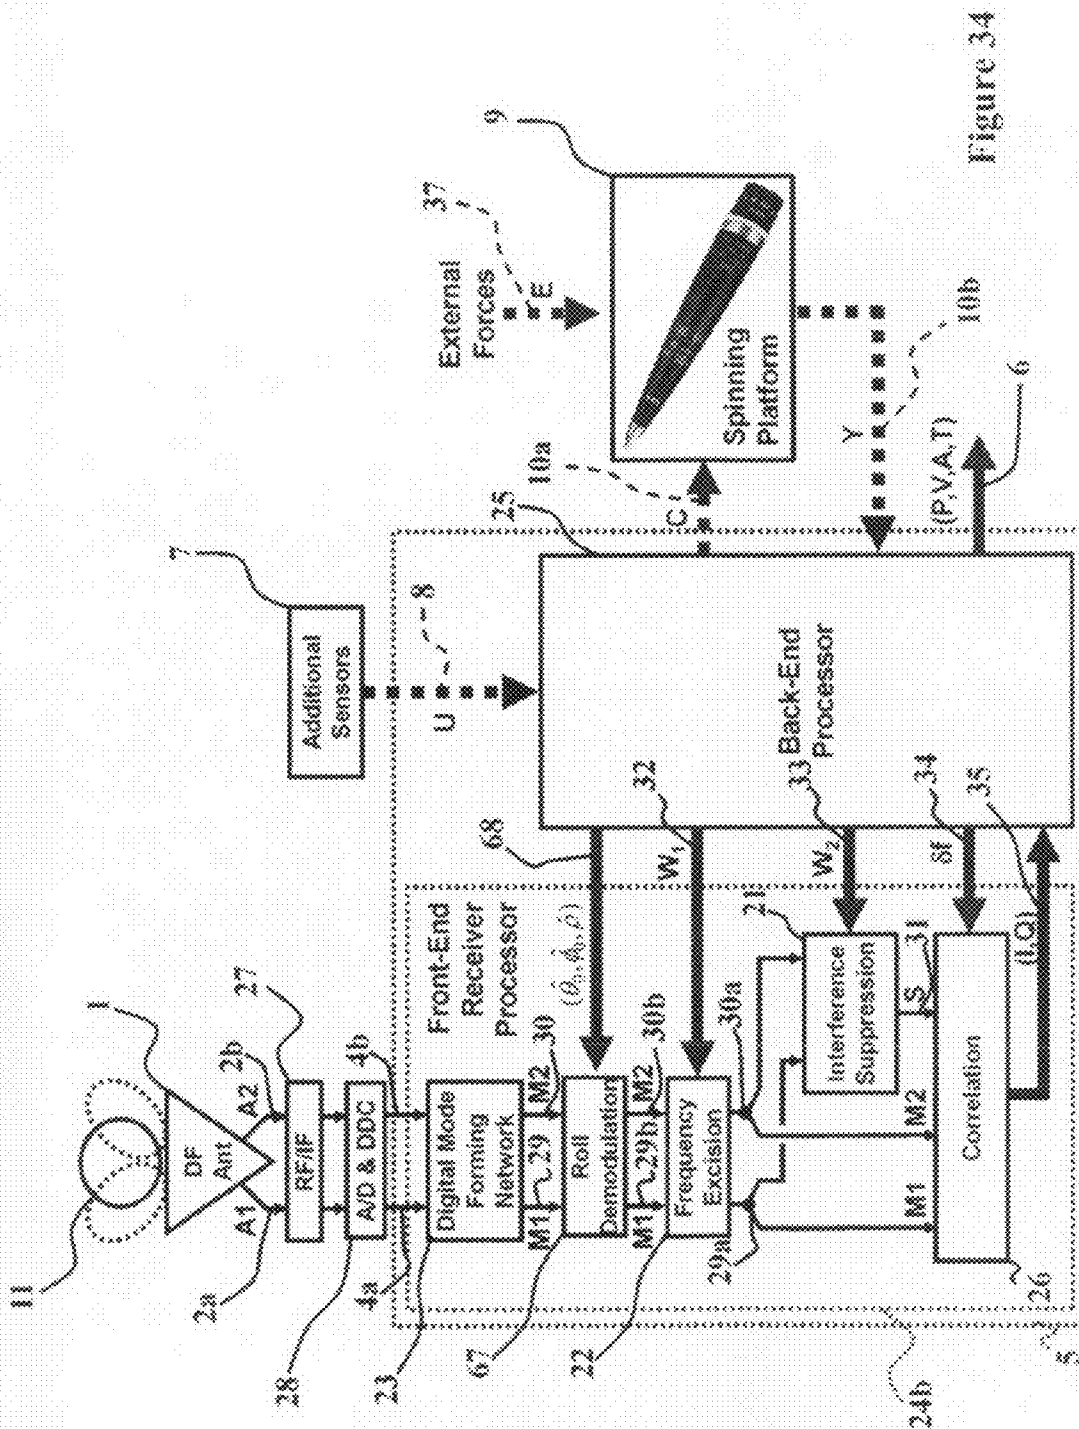 11
1
DF
Ant
A1
A2
2a
2b
27
RF/IF
28
A/D & DDC
4a
4b
7
Additional
Sensors
U
8
Front-End
Receiver
Processor
23
Digital Mode
Forming
Network
M1
29
M2
30
67
Roll
Demodulation
68
M1
29b
M2
30b
22
Frequency
Excision
W1
32
29a
30a
21
Interference
Suppression
W2
33
S
31
M1
M2
26
Correlation
δf
34
(I,Q)
35
24b
5
25
Back-End
Processor
External
Forces
37
E
9
Spinning
Platform
C
10a
Y
10b
(P,V,A,T)
6
Figure 34